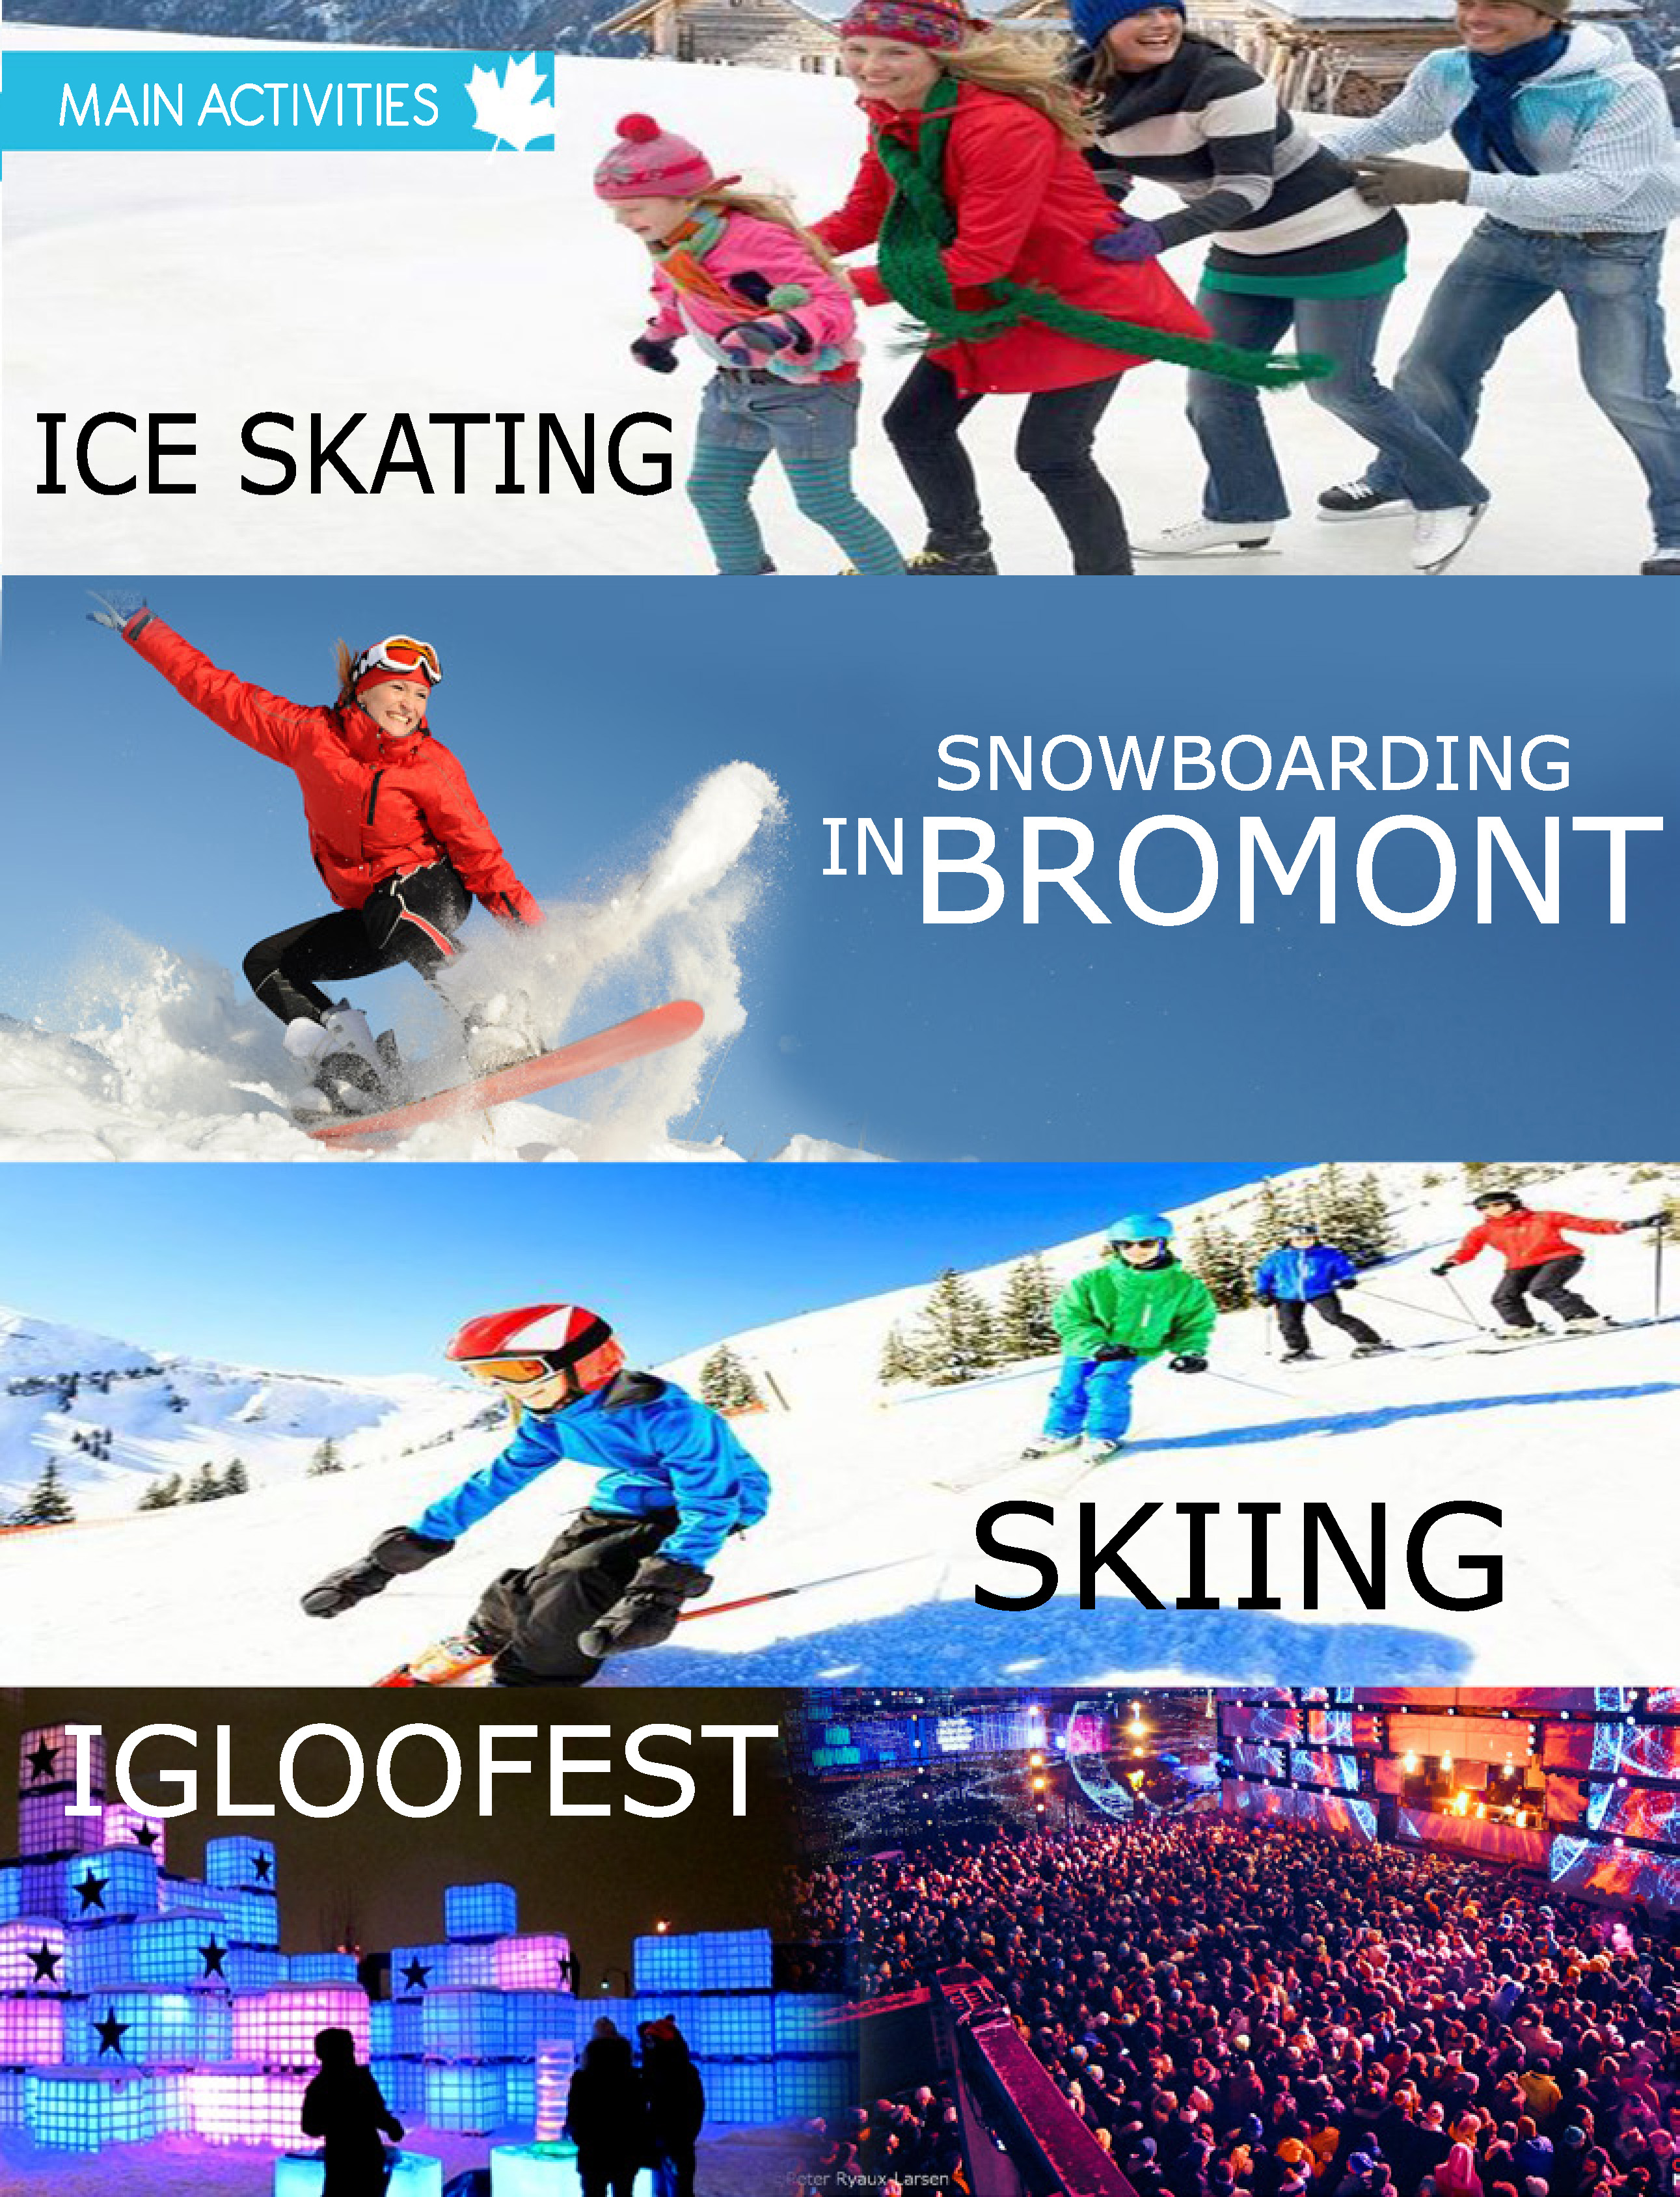 MAIN ACTIVITIES
ICE SKATING
SNOWBOARDING
IN BROMONT
SKIING
IGLOOFEST
Peter Ryaux-Larsen